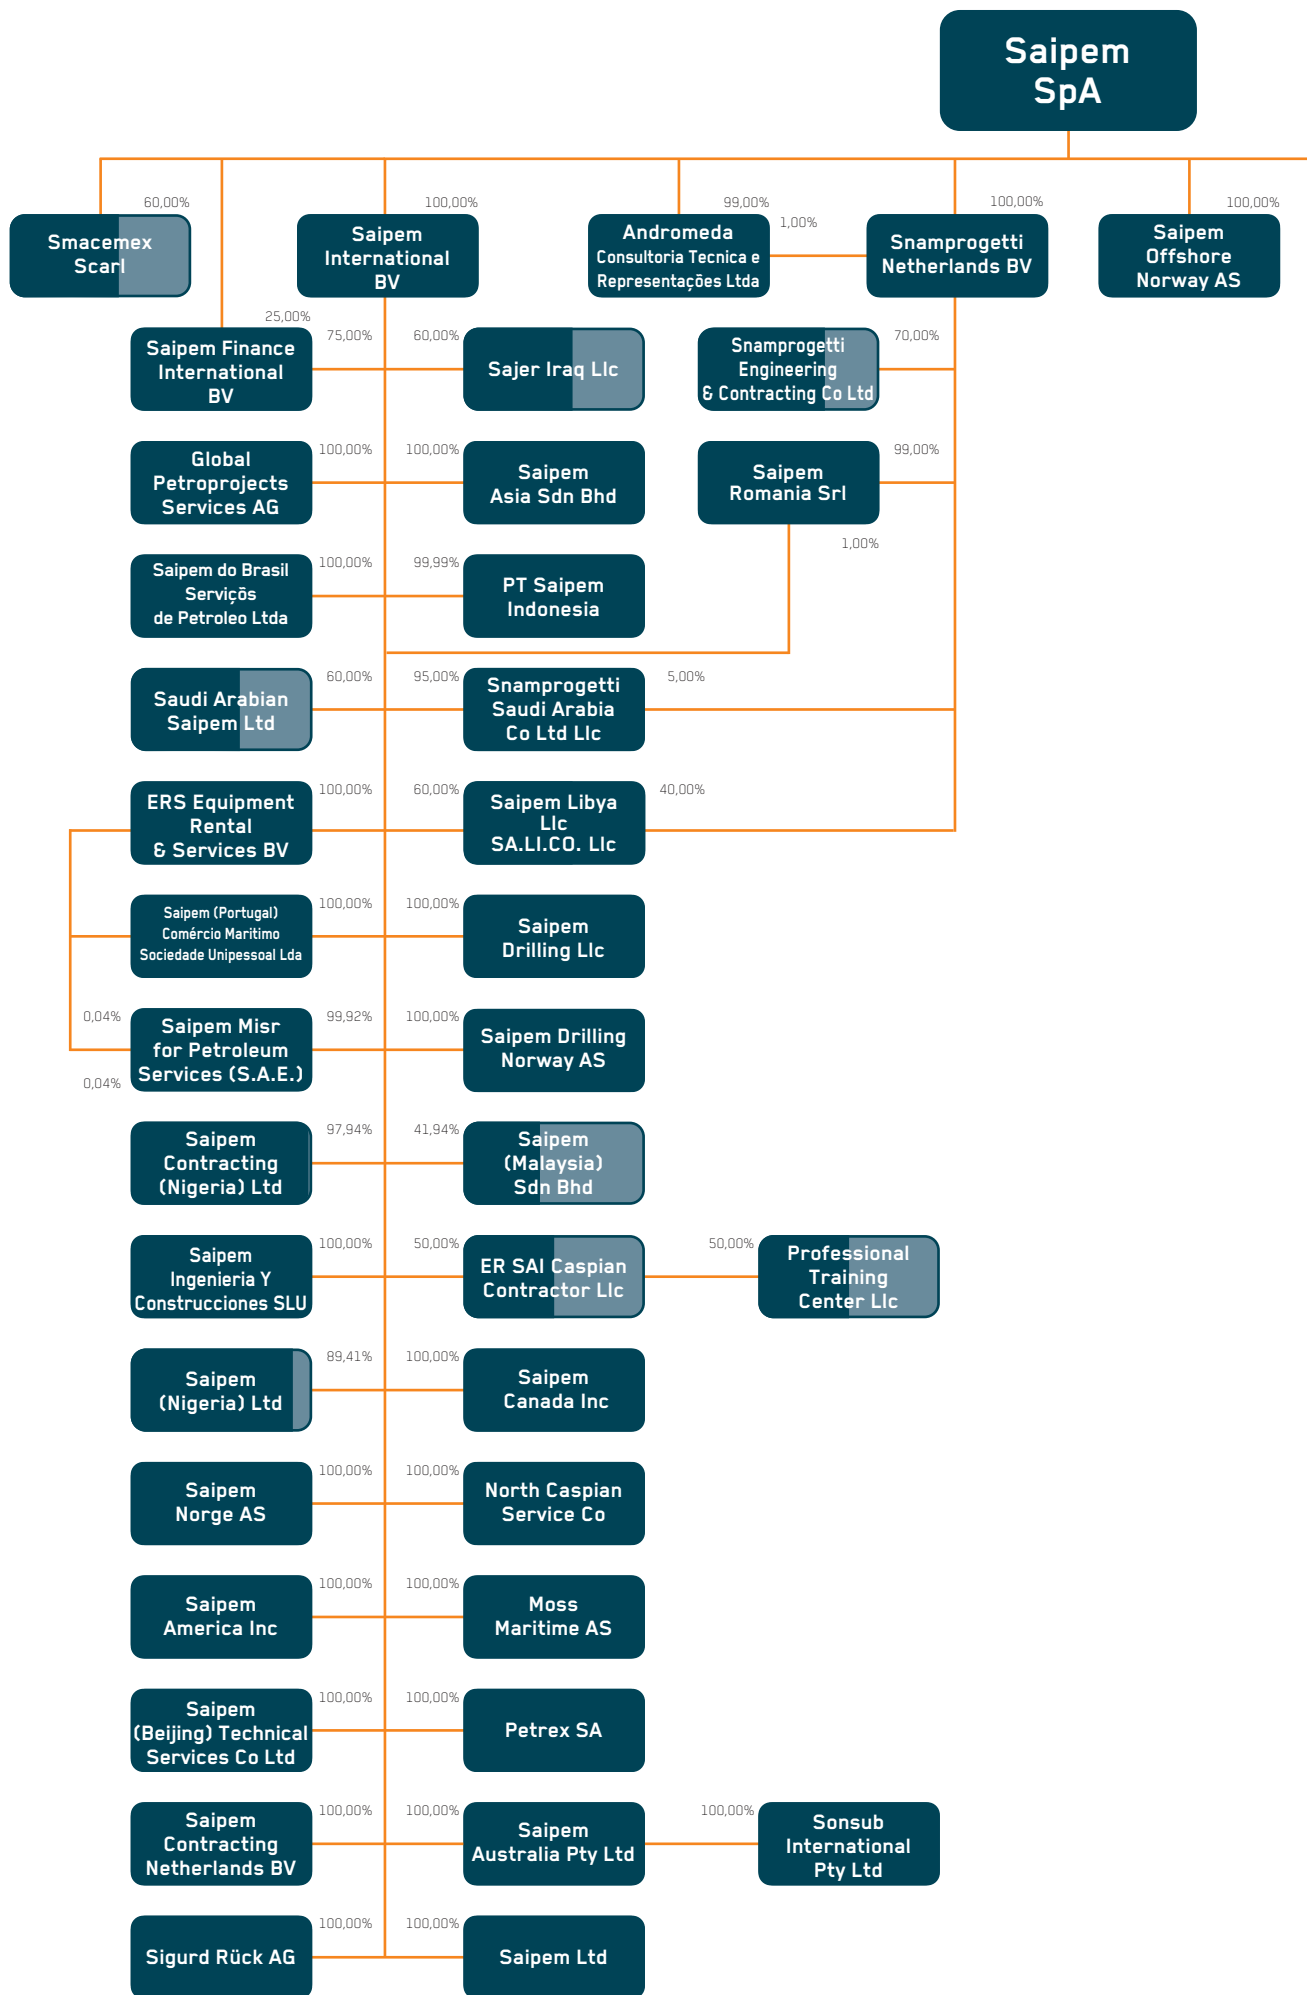 Saipem
SpA
60,00%
Smacemex
Scarl
100,00%
Saipem
International
BV
99,00%
Andromeda
Consultoria Tecnica e
Representações Ltda
1,00%
100,00%
Snamprogetti
Netherlands BV
100,00%
Saipem
Offshore
Norway AS
25,00%
Saipem Finance
International
BV
75,00%
60,00%
Sajer Iraq Llc
Snamprogetti
Engineering
& Contracting Co Ltd
70,00%
Global
Petroprojects
Services AG
100,00%
100,00%
Saipem
Asia Sdn Bhd
Saipem
Romania Srl
99,00%
1,00%
Saipem do Brasil
Serviçõs
de Petroleo Ltda
100,00%
99,99%
PT Saipem
Indonesia
Saudi Arabian
Saipem Ltd
60,00%
95,00%
Snamprogetti
Saudi Arabia
Co Ltd Llc
5,00%
ERS Equipment
Rental
& Services BV
100,00%
60,00%
Saipem Libya
Llc
SA.LI.CO. Llc
40,00%
Saipem (Portugal)
Comércio Maritimo
Sociedade Unipessoal Lda
100,00%
100,00%
Saipem
Drilling Llc
0,04%
0,04%
Saipem Misr
for Petroleum
Services (S.A.E.)
99,92%
100,00%
Saipem Drilling
Norway AS
Saipem
Contracting
(Nigeria) Ltd
97,94%
41,94%
Saipem
(Malaysia)
Sdn Bhd
Saipem
Ingenieria Y
Construcciones SLU
100,00%
50,00%
ER SAI Caspian
Contractor Llc
50,00%
Professional
Training
Center Llc
Saipem
(Nigeria) Ltd
89,41%
100,00%
Saipem
Canada Inc
Saipem
Norge AS
100,00%
100,00%
North Caspian
Service Co
Saipem
America Inc
100,00%
100,00%
Moss
Maritime AS
Saipem
(Beijing) Technical
Services Co Ltd
100,00%
100,00%
Petrex SA
Saipem
Contracting
Netherlands BV
100,00%
100,00%
Saipem
Australia Pty Ltd
100,00%
Sonsub
International
Pty Ltd
Sigurd Rück AG
100,00%
100,00%
Saipem Ltd